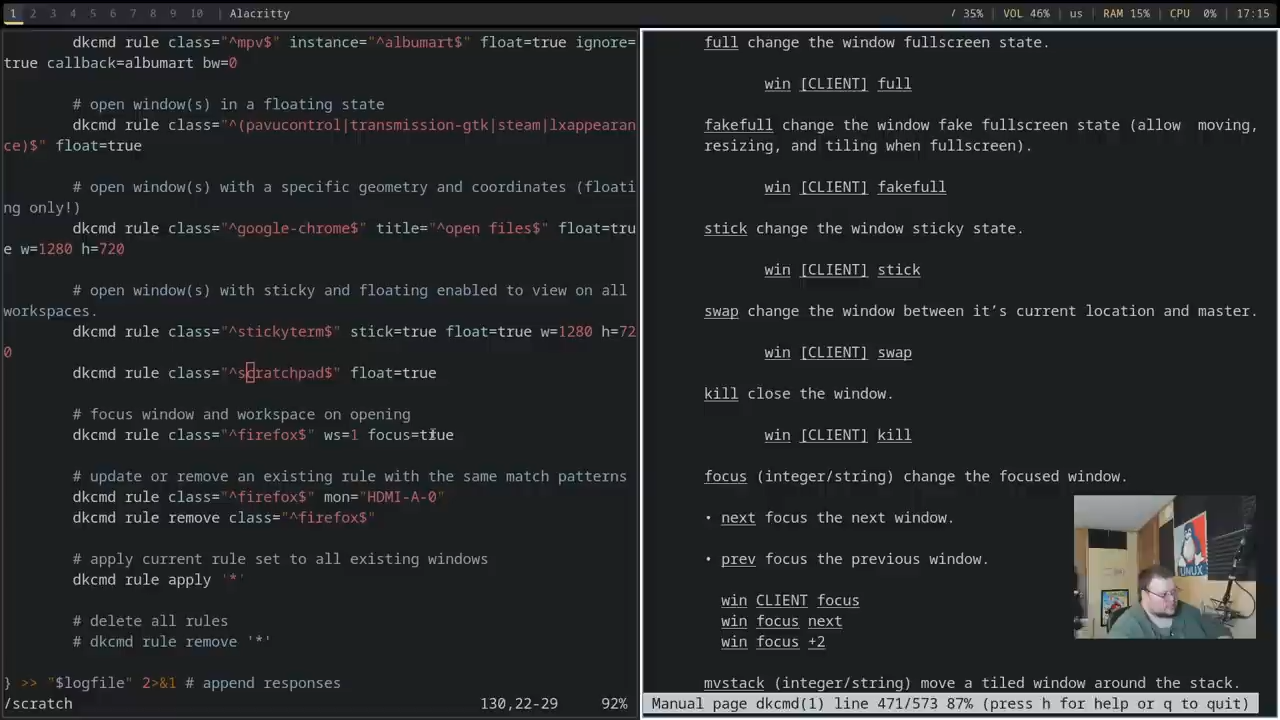 1 2 3 4 5 6 7 8 9 10 | Alacritty
/ 35% | VOL 46% | us | RAM 15% | CPU 0% | 17:15
dkcmd rule class="^mpv$" instance="^albumart$" float=true ignore=
true callback=albumart bw=0
# open window(s) in a floating state
dkcmd rule class="^(pavucontrol|transmission-gtk|steam|lxappearan
ce)$" float=true
# open window(s) with a specific geometry and coordinates (floati
ng only!)
dkcmd rule class="^google-chrome$" title="^open files$" float=tru
e w=1280 h=720
# open window(s) with sticky and floating enabled to view on all
workspaces.
dkcmd rule class="^stickyterm$" stick=true float=true w=1280 h=72
0
dkcmd rule class="^scratchpad$" float=true
# focus window and workspace on opening
dkcmd rule class="^firefox$" ws=1 focus=true
# update or remove an existing rule with the same match patterns
dkcmd rule class="^firefox$" mon="HDMI-A-0"
dkcmd rule remove class="^firefox$"
# apply current rule set to all existing windows
dkcmd rule apply '*'
# delete all rules
# dkcmd rule remove '*'
} >> "$logfile" 2>&1 # append responses
/scratch 130,22-29 92%
full change the window fullscreen state.
win [CLIENT] full
fakefull change the window fake fullscreen state (allow moving,
resizing, and tiling when fullscreen).
win [CLIENT] fakefull
stick change the window sticky state.
win [CLIENT] stick
swap change the window between it’s current location and master.
win [CLIENT] swap
kill close the window.
win [CLIENT] kill
focus (integer/string) change the focused window.
• next focus the next window.
• prev focus the previous window.
win CLIENT focus
win focus next
win focus +2
mvstack (integer/string) move a tiled window around the stack.
Manual page dkcmd(1) line 471/573 87% (press h for help or q to quit)
UNIX